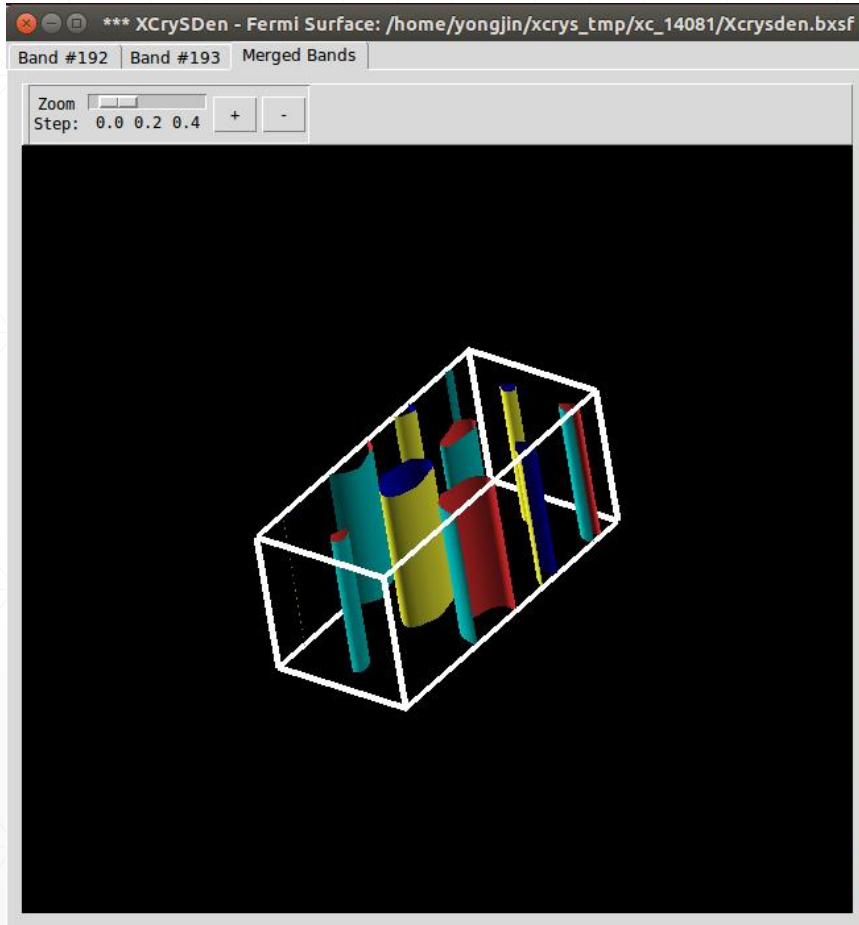 *** XCrySDen - Fermi Surface: /home/yongjin/xcrys_tmp/xc_14081/Xcrysden.bxsf
Band #192 Band #193 Merged Bands
Zoom
Step: 0.0 0.2 0.4 + -